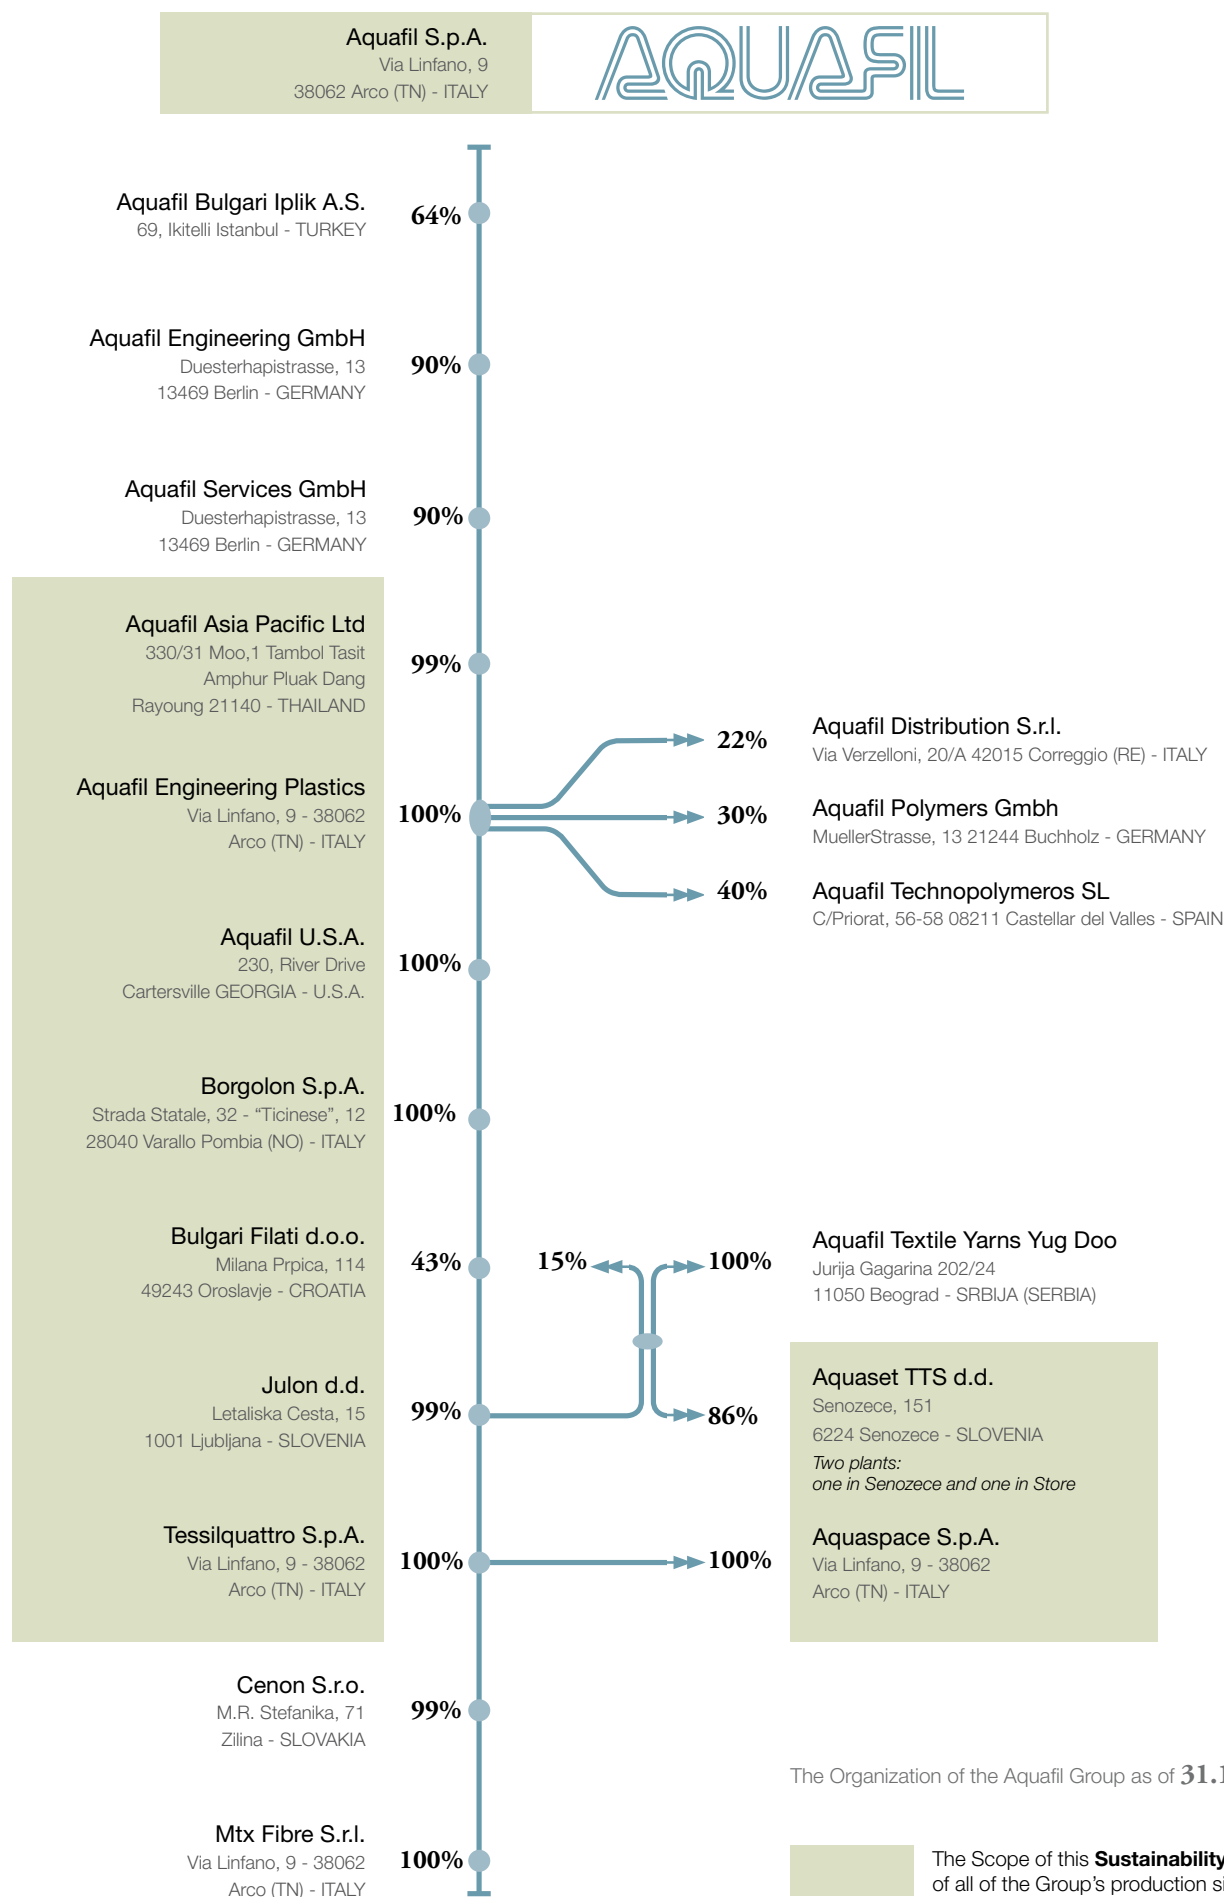 Aquafil S.p.A.
Via Linfano, 9
38062 Arco (TN) - ITALY
AQUAFIL
Aquafil Bulgari Iplik A.S.
69, Ikitelli Istanbul - TURKEY
64%
Aquafil Engineering GmbH
Duesterhapistrasse, 13
13469 Berlin - GERMANY
90%
Aquafil Services GmbH
Duesterhapistrasse, 13
13469 Berlin - GERMANY
90%
Aquafil Asia Pacific Ltd
330/31 Moo,1 Tambol Tasit
Amphur Pluak Dang
Rayoung 21140 - THAILAND
99%
Aquafil Engineering Plastics
Via Linfano, 9 - 38062
Arco (TN) - ITALY
100%
22%
Aquafil Distribution S.r.l.
Via Verzelloni, 20/A 42015 Correggio (RE) - ITALY
30%
Aquafil Polymers Gmbh
MuellerStrasse, 13 21244 Buchholz - GERMANY
40%
Aquafil Technopolymeros SL
C/Priorat, 56-58 08211 Castellar del Valles - SPAIN
Aquafil U.S.A.
230, River Drive
Cartersville GEORGIA - U.S.A.
100%
Borgolon S.p.A.
Strada Statale, 32 - “Ticinese”, 12
28040 Varallo Pombia (NO) - ITALY
100%
Bulgari Filati d.o.o.
Milana Prpica, 114
49243 Oroslavje - CROATIA
43%
15%
100%
Aquafil Textile Yarns Yug Doo
Jurija Gagarina 202/24
11050 Beograd - SRBIJA (SERBIA)
Julon d.d.
Letaliska Cesta, 15
1001 Ljubljana - SLOVENIA
99%
86%
Aquaset TTS d.d.
Senozece, 151
6224 Senozece - SLOVENIA
Two plants:
one in Senozece and one in Store
Tessilquattro S.p.A.
Via Linfano, 9 - 38062
Arco (TN) - ITALY
100%
100%
Aquaspace S.p.A.
Via Linfano, 9 - 38062
Arco (TN) - ITALY
Cenon S.r.o.
M.R. Stefanika, 71
Zilina - SLOVAKIA
99%
The Organization of the Aquafil Group as of 31.
Mtx Fibre S.r.l.
Via Linfano, 9 - 38062
Arco (TN) - ITALY
100%
The Scope of this Sustainability
of all of the Group’s production